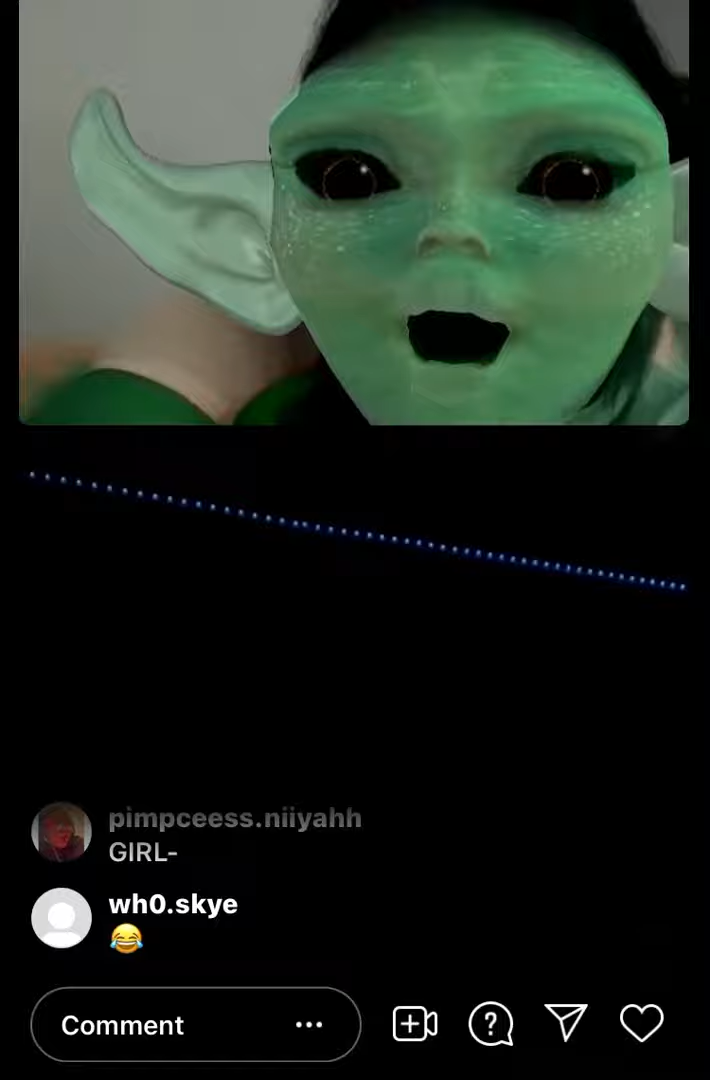 pimpceess.niiyahh
GIRL-
wh0.skye
😂
Comment